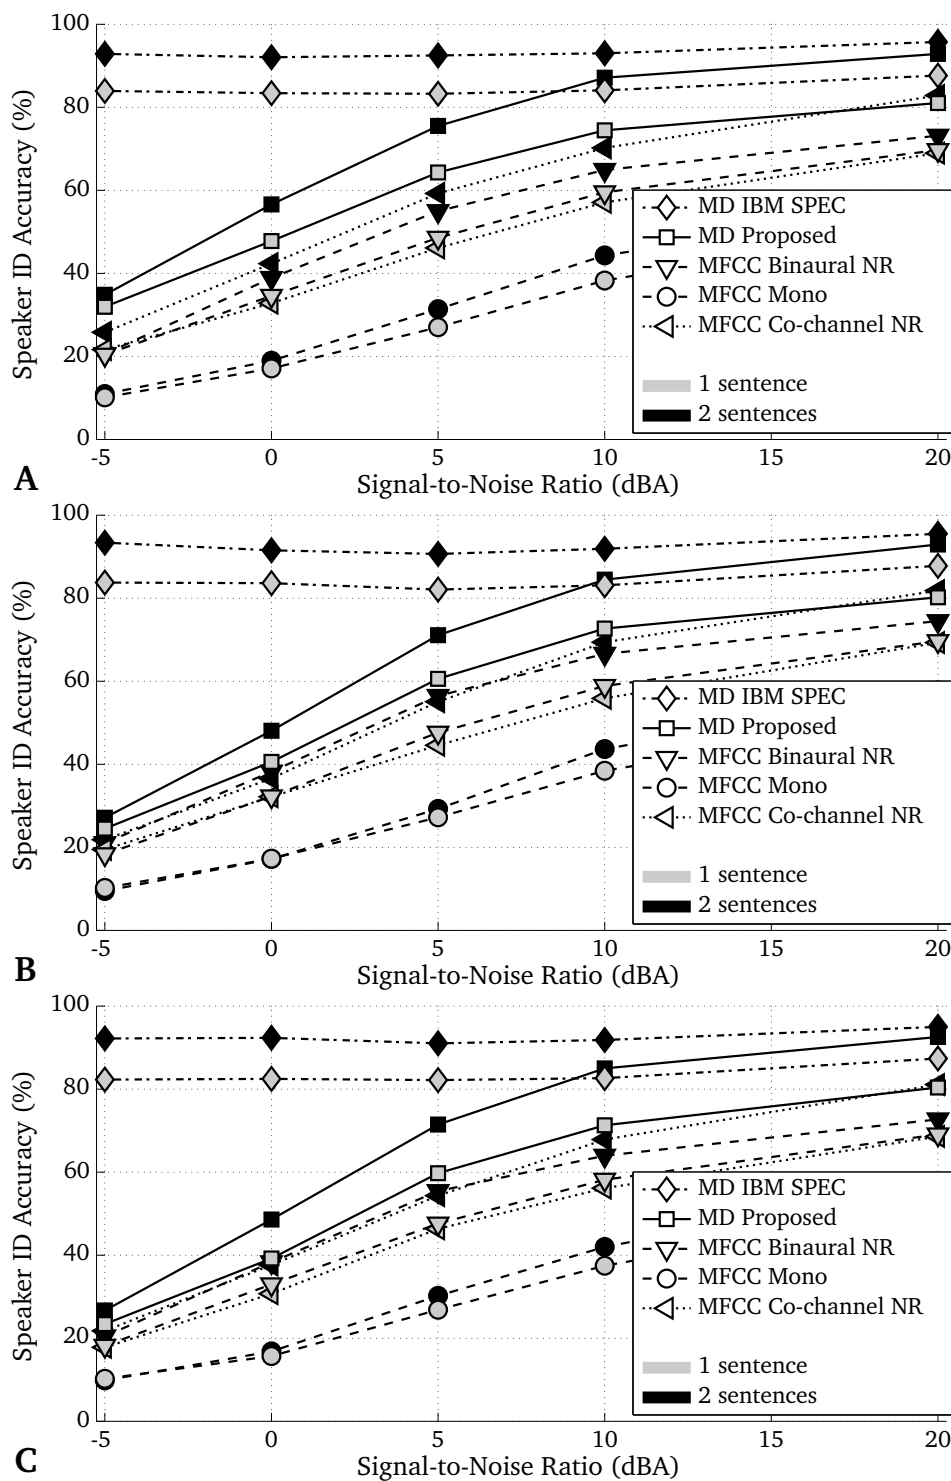 100
80
60
40
20
0
Speaker ID Accuracy (%)
MD IBM SPEC
MD Proposed
MFCC Binaural NR
MFCC Mono
MFCC Co-channel NR
1 sentence
2 sentences
-5 0 5 10 15 20
Signal-to-Noise Ratio (dBA)
A
100
80
60
40
20
0
Speaker ID Accuracy (%)
MD IBM SPEC
MD Proposed
MFCC Binaural NR
MFCC Mono
MFCC Co-channel NR
1 sentence
2 sentences
-5 0 5 10 15 20
Signal-to-Noise Ratio (dBA)
B
100
80
60
40
20
0
Speaker ID Accuracy (%)
MD IBM SPEC
MD Proposed
MFCC Binaural NR
MFCC Mono
MFCC Co-channel NR
1 sentence
2 sentences
-5 0 5 10 15 20
Signal-to-Noise Ratio (dBA)
C